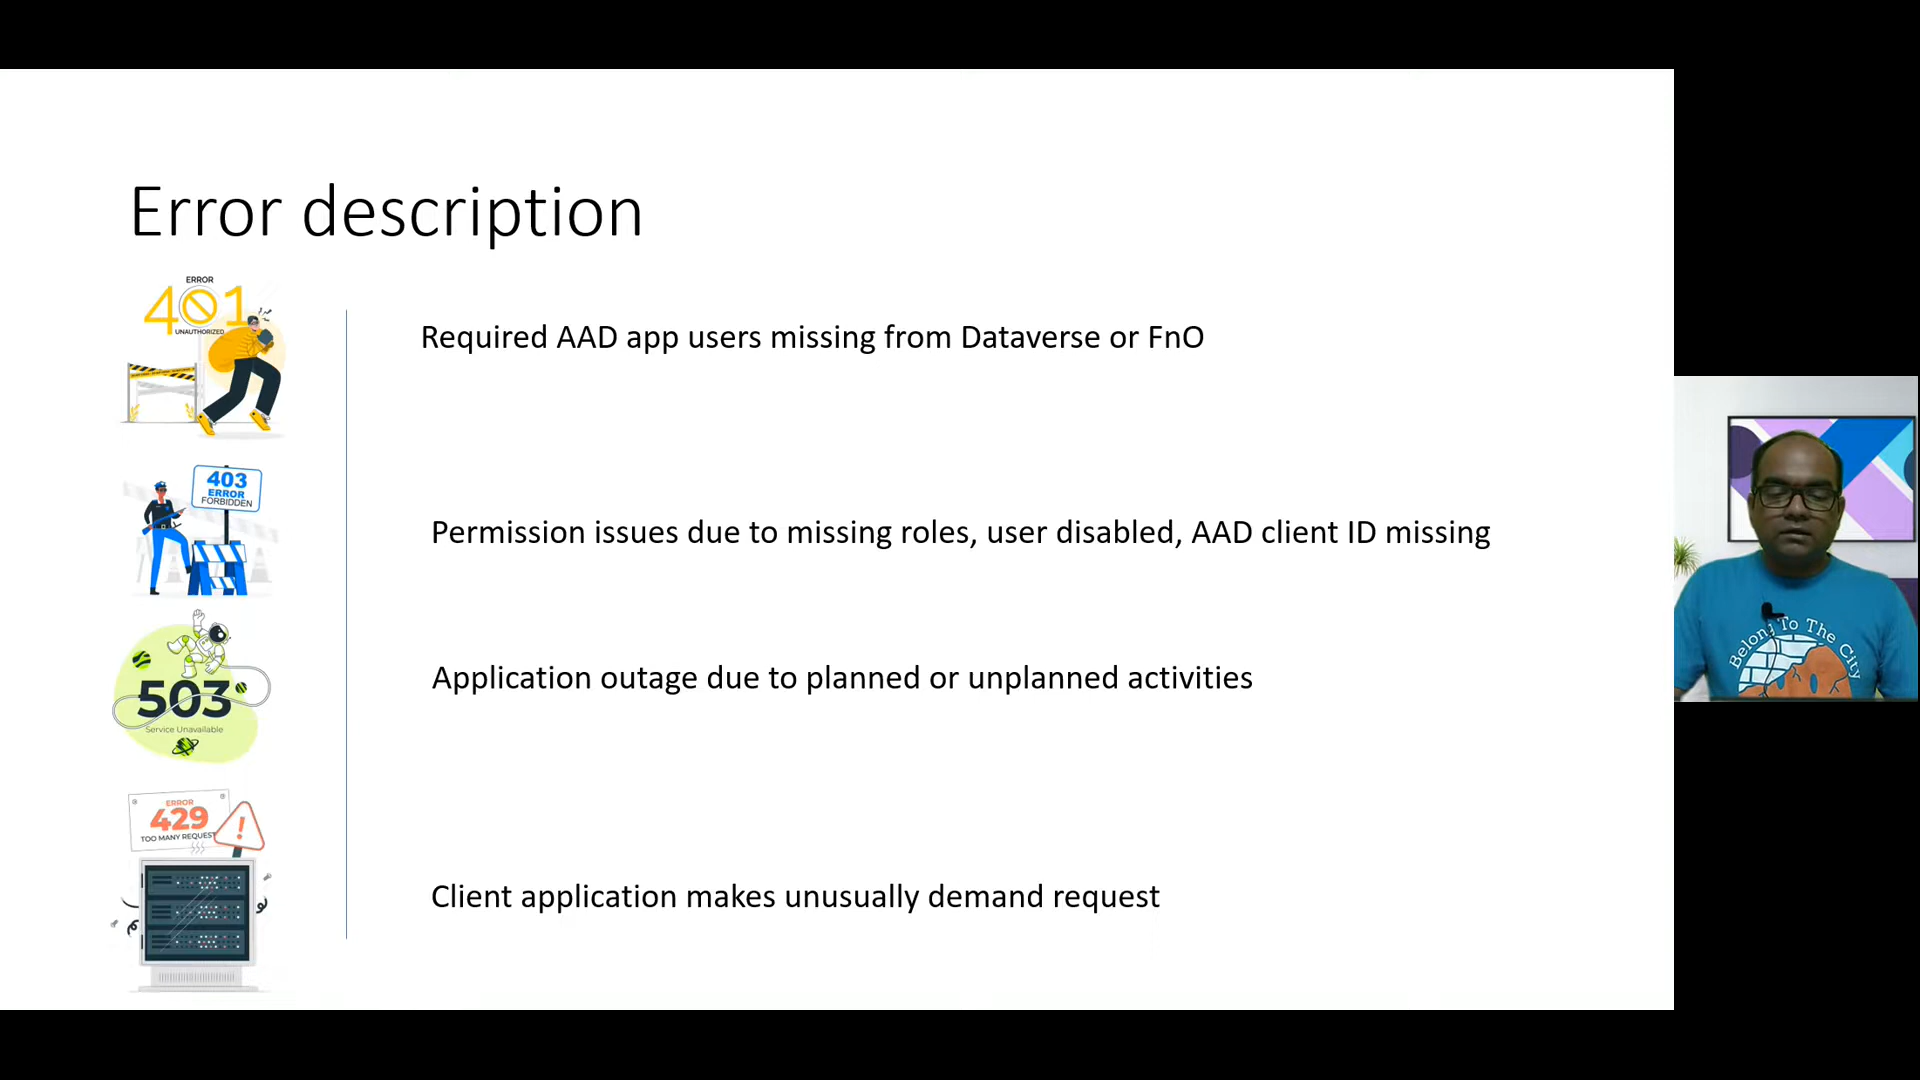 Error description
ERROR
401
UNAUTHORIZED
Required AAD app users missing from Dataverse or FnO
403
ERROR
FORBIDDEN
Permission issues due to missing roles, user disabled, AAD client ID missing
503
Service Unavailable
Application outage due to planned or unplanned activities
ERROR
429
TOO MANY REQUEST
Client application makes unusually demand request
Belong To The City